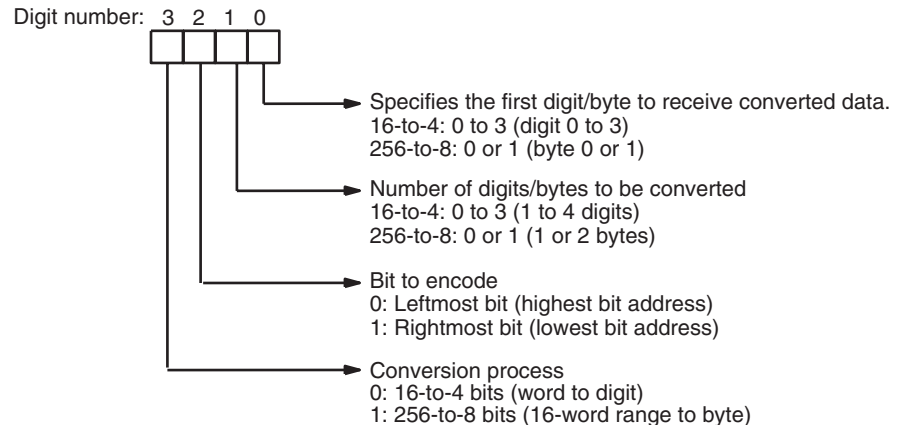 Digit number: 3 2 1 0
Specifies the first digit/byte to receive converted data.
16-to-4: 0 to 3 (digit 0 to 3)
256-to-8: 0 or 1 (byte 0 or 1)
Number of digits/bytes to be converted
16-to-4: 0 to 3 (1 to 4 digits)
256-to-8: 0 or 1 (1 or 2 bytes)
Bit to encode
0: Leftmost bit (highest bit address)
1: Rightmost bit (lowest bit address)
Conversion process
0: 16-to-4 bits (word to digit)
1: 256-to-8 bits (16-word range to byte)